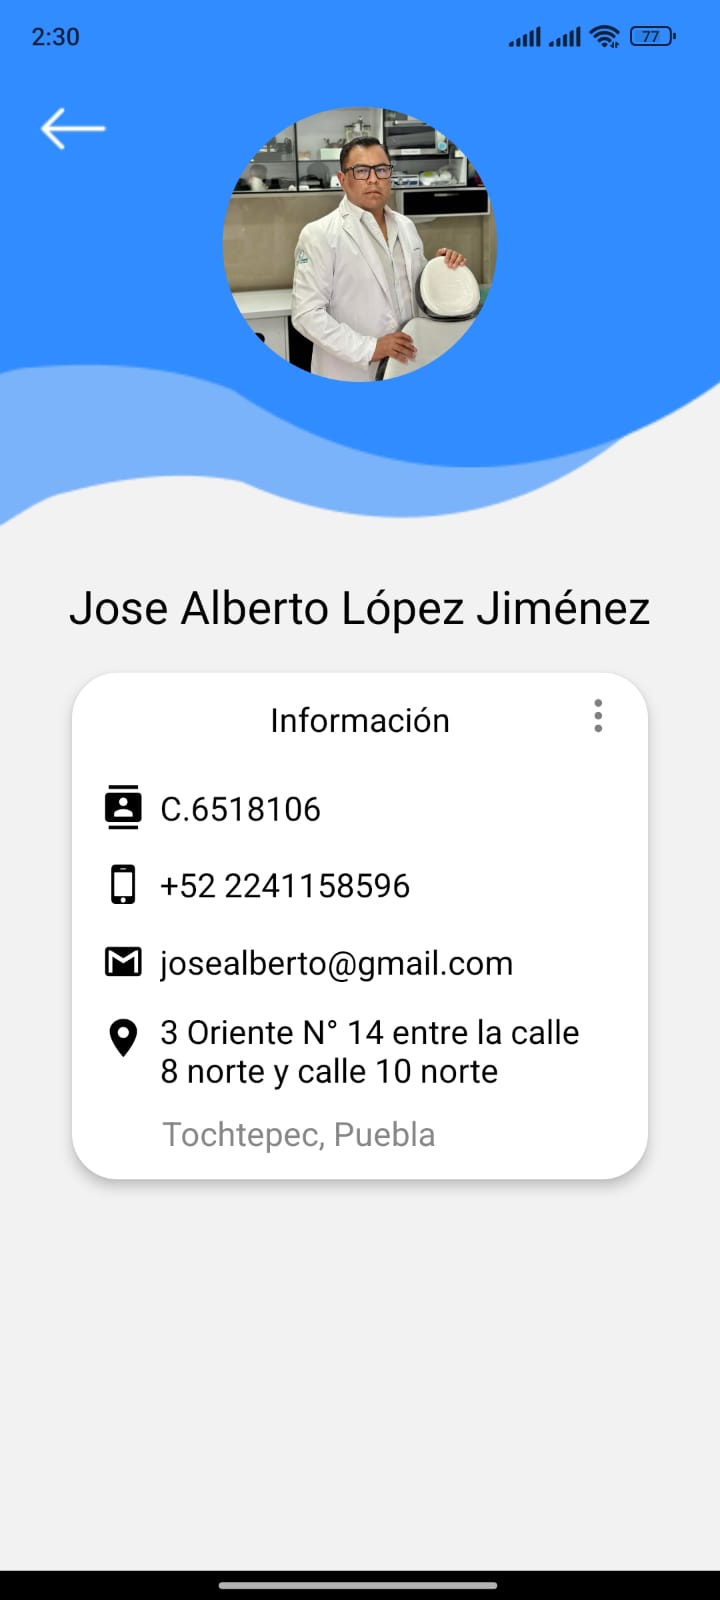 2:30
77
Jose Alberto López Jiménez
Información
C.6518106
+52 2241158596
josealberto@gmail.com
3 Oriente N° 14 entre la calle
8 norte y calle 10 norte
Tochtepec, Puebla